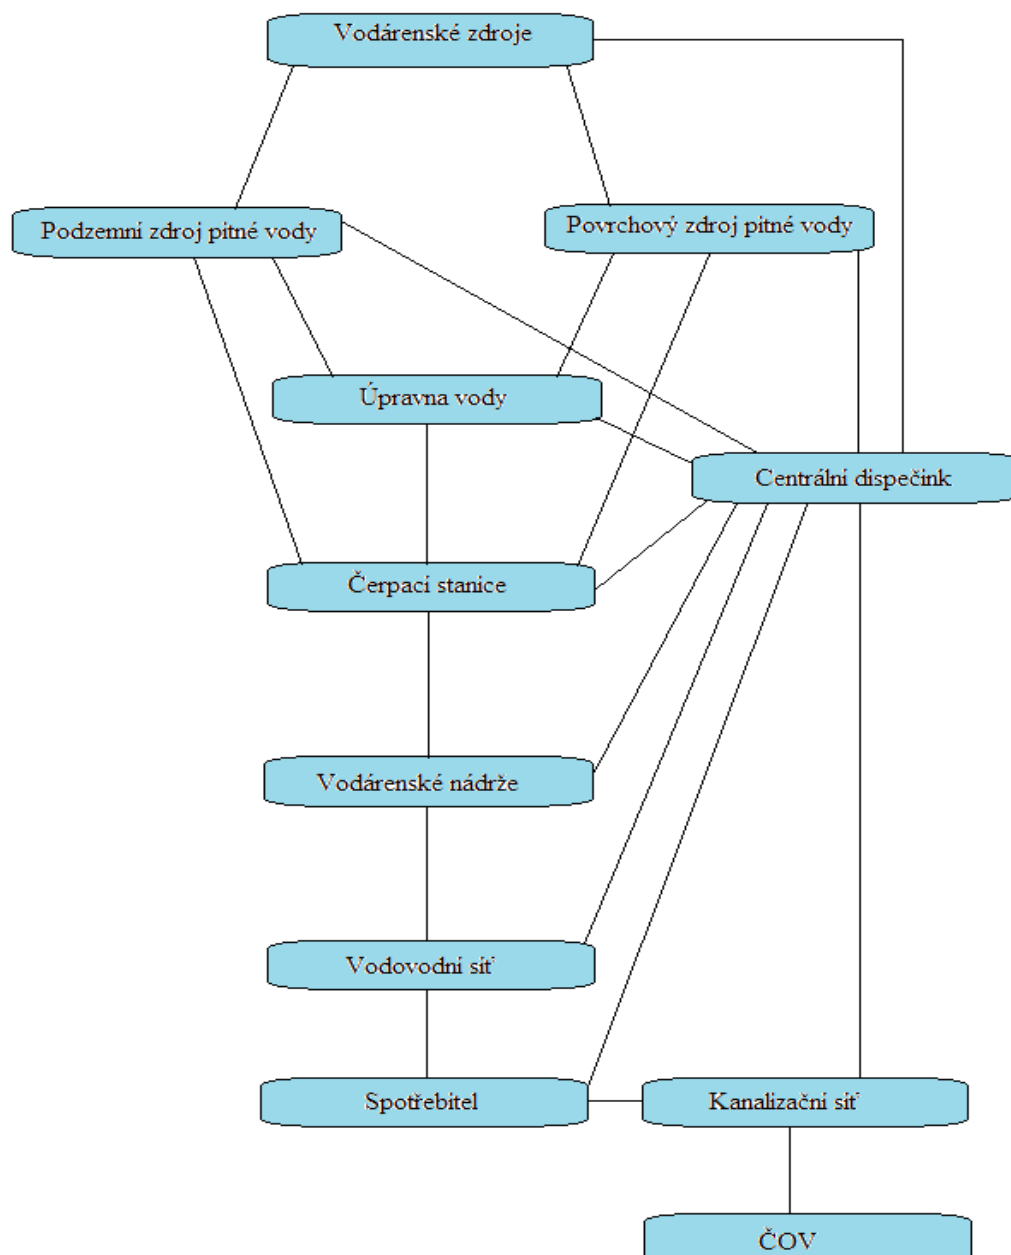 Vodárenské zdroje
Podzemní zdroj pitné vody
Povrchový zdroj pitné vody
Úpravna vody
Centrální dispečink
Čerpací stanice
Vodárenské nádrže
Vodovodní síť
Spotřebitel
Kanalizační síť
ČOV